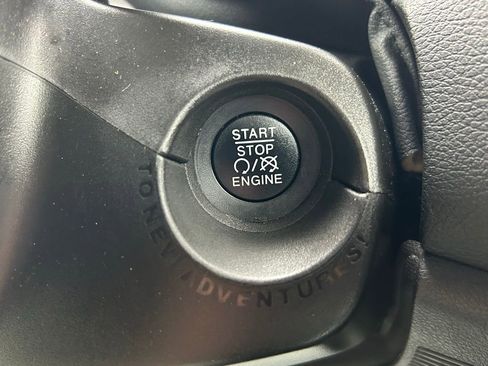 START
STOP
/
ENGINE
TO NEW ADVENTURES!